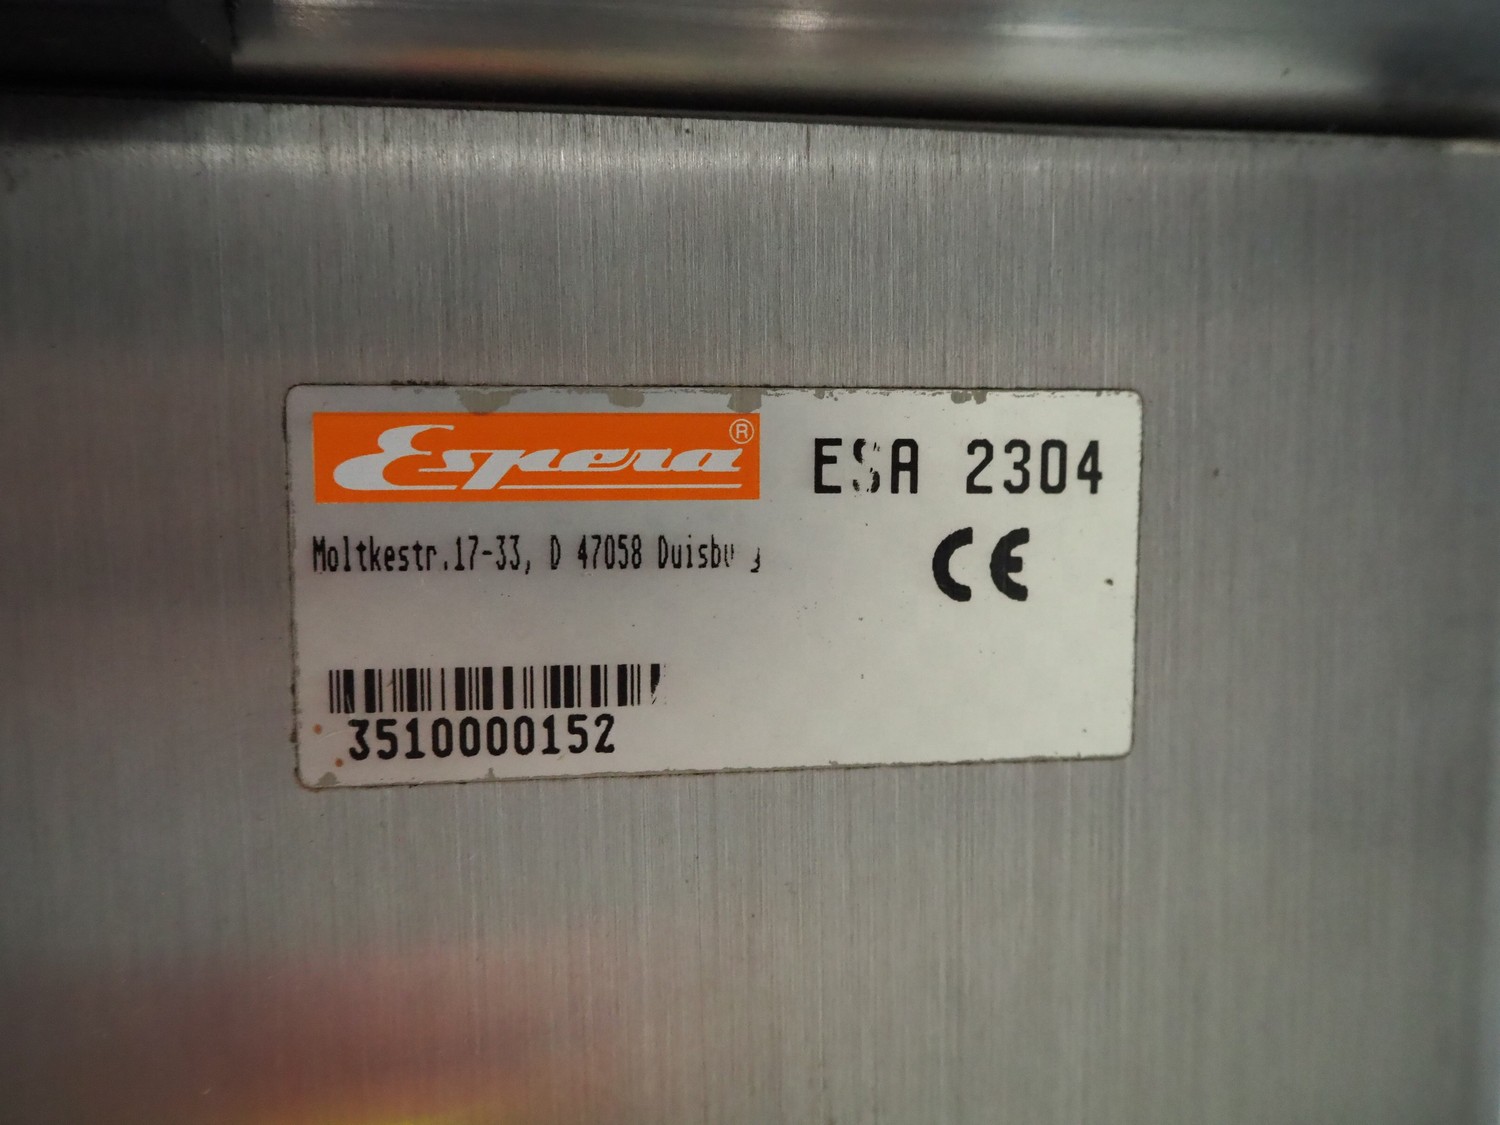 Espera®
ESA 2304
Moltkestr.17-33, D 47058
CE
3510000152